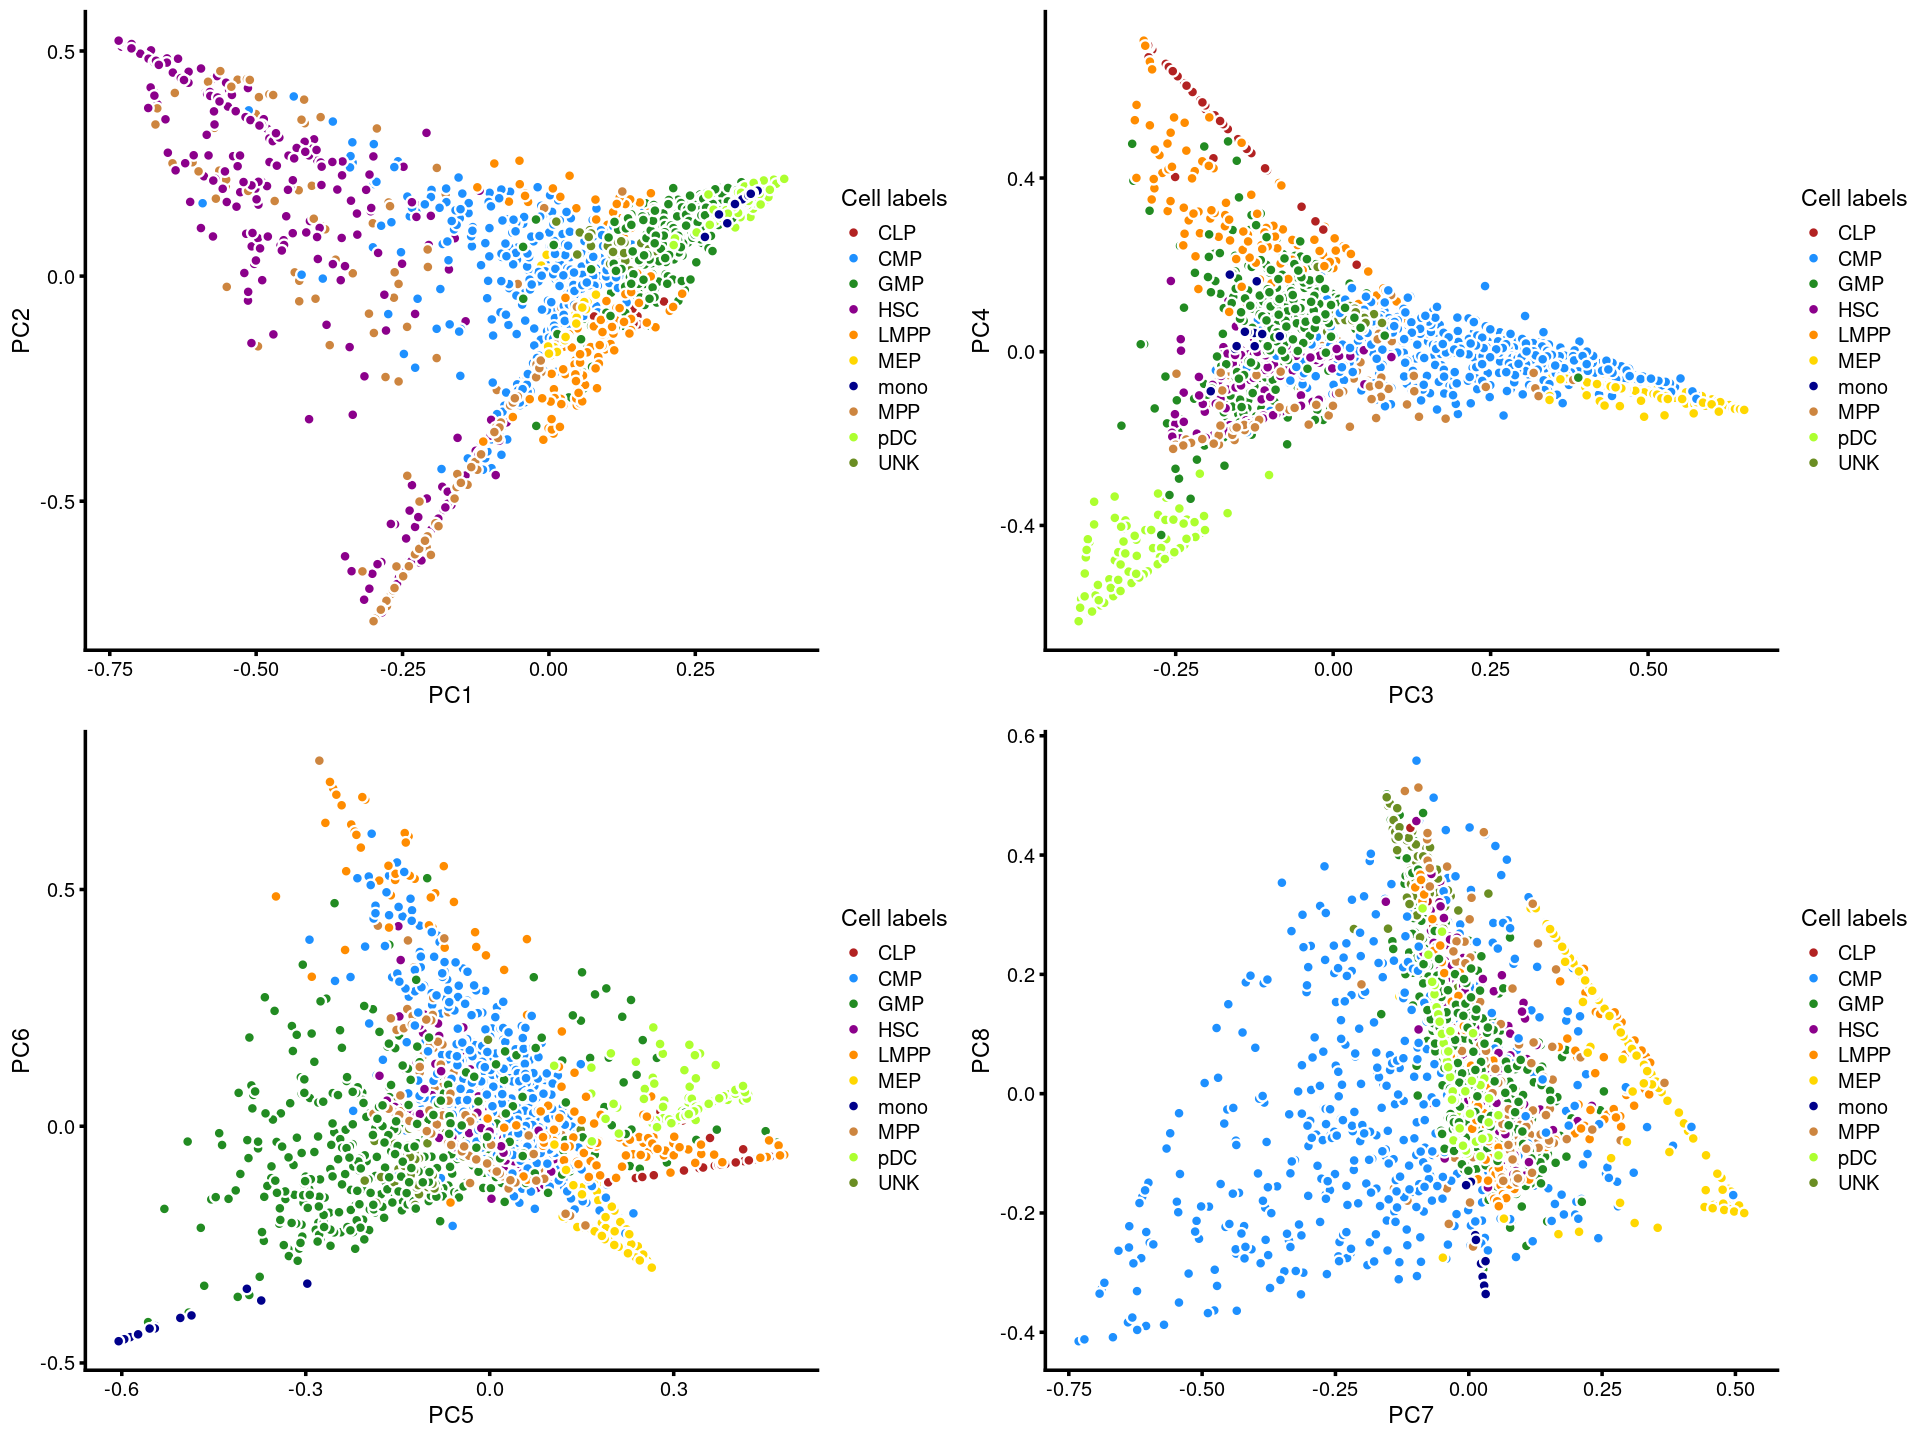 PC2
0.5
0.0
-0.5
-0.75
-0.50
-0.25
0.00
0.25
PC1
Cell labels
CLP
CMP
GMP
HSC
LMPP
MEP
mono
MPP
pDC
UNK
PC4
0.4
0.0
-0.4
-0.25
0.00
0.25
0.50
PC3
Cell labels
CLP
CMP
GMP
HSC
LMPP
MEP
mono
MPP
pDC
UNK
PC6
0.5
0.0
-0.5
-0.6
-0.3
0.0
0.3
PC5
Cell labels
CLP
CMP
GMP
HSC
LMPP
MEP
mono
MPP
pDC
UNK
PC8
0.6
0.4
0.2
0.0
-0.2
-0.4
-0.75
-0.50
-0.25
0.00
0.25
0.50
PC7
Cell labels
CLP
CMP
GMP
HSC
LMPP
MEP
mono
MPP
pDC
UNK